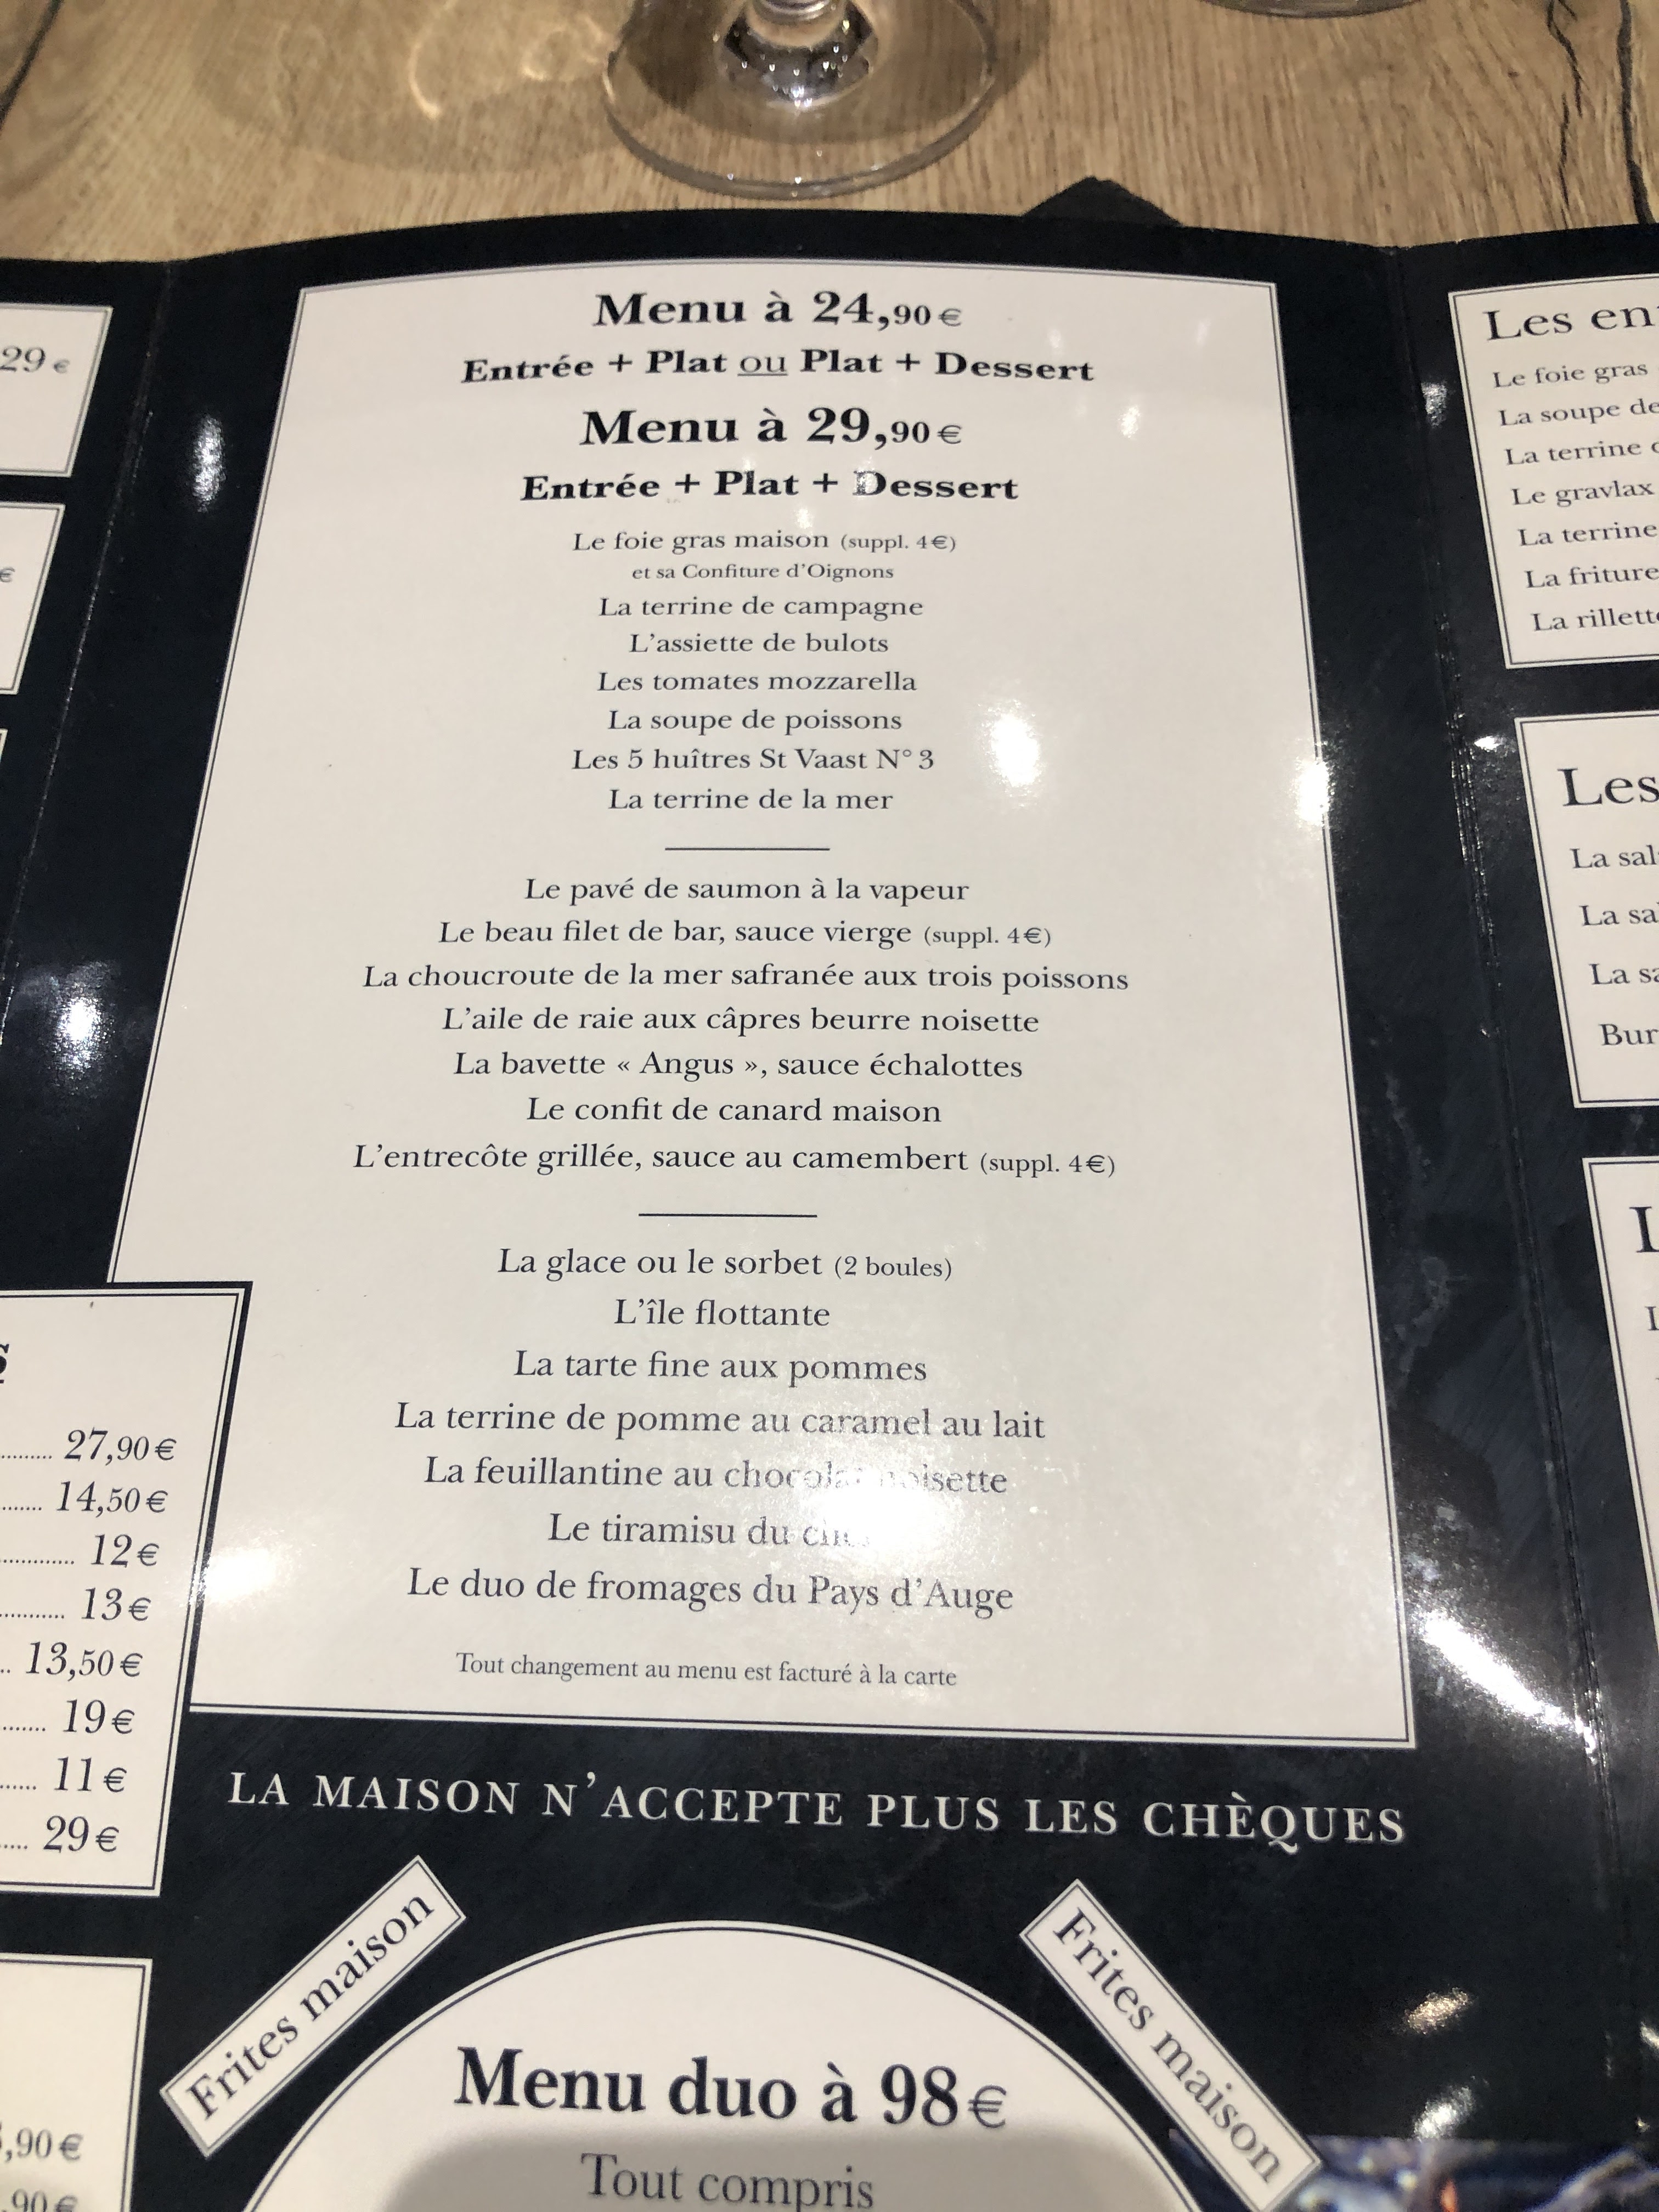 Menu à 24,90€
Entrée + Plat ou Plat + Dessert
Menu à 29,90€
Entrée + Plat + Dessert
Le foie gras maison (suppl. 4€)
et sa Confiture d'Oignons
La terrine de campagne
L'assiette de bulots
Les tomates mozzarella
La soupe de poissons
Les 5 huîtres St Vaast N° 3
La terrine de la mer
Le pavé de saumon à la vapeur
Le beau filet de bar, sauce vierge (suppl. 4€)
La choucroute de la mer safranée aux trois poissons
L'aile de raie aux câpres beurre noisette
La bavette « Angus », sauce échalottes
Le confit de canard maison
L'entrecôte grillée, sauce au camembert (suppl. 4€)
La glace ou le sorbet (2 boules)
L'île flottante
La tarte fine aux pommes
La terrine de pomme au caramel au lait
La feuillantine au chocolat noisette
Le tiramisu du
Le duo de fromages du Pays d'Auge
Tout changement au menu est facturé à la carte
LA MAISON N'ACCEPTE PLUS LES CHÈQUES
Frites maison
Frites maison
Menu duo à 98€
Tout compris
29€
€
27,90€
14,50€
12€
13€
13,50€
19€
11€
29€
,90€
,90€
Les
Le foie gras
La soupe de
La terrine
Le gravlax
La terrine
La friture
La
Les
La
La
La